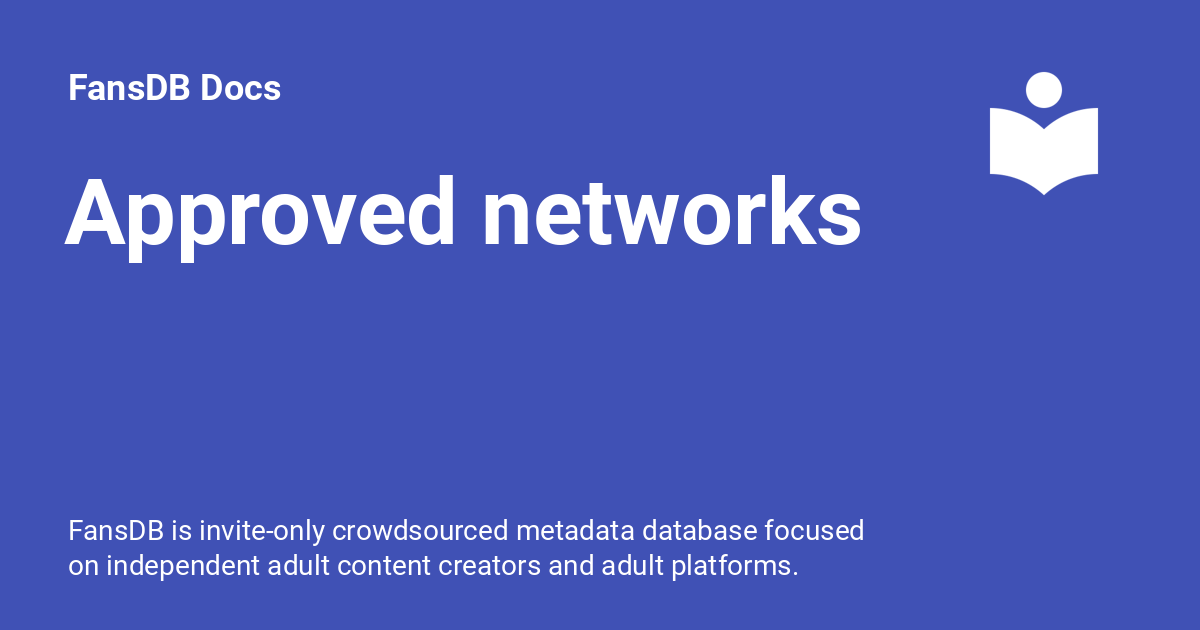 FansDB Docs
Approved networks
FansDB is invite-only crowdsourced metadata database focused
on independent adult content creators and adult platforms.